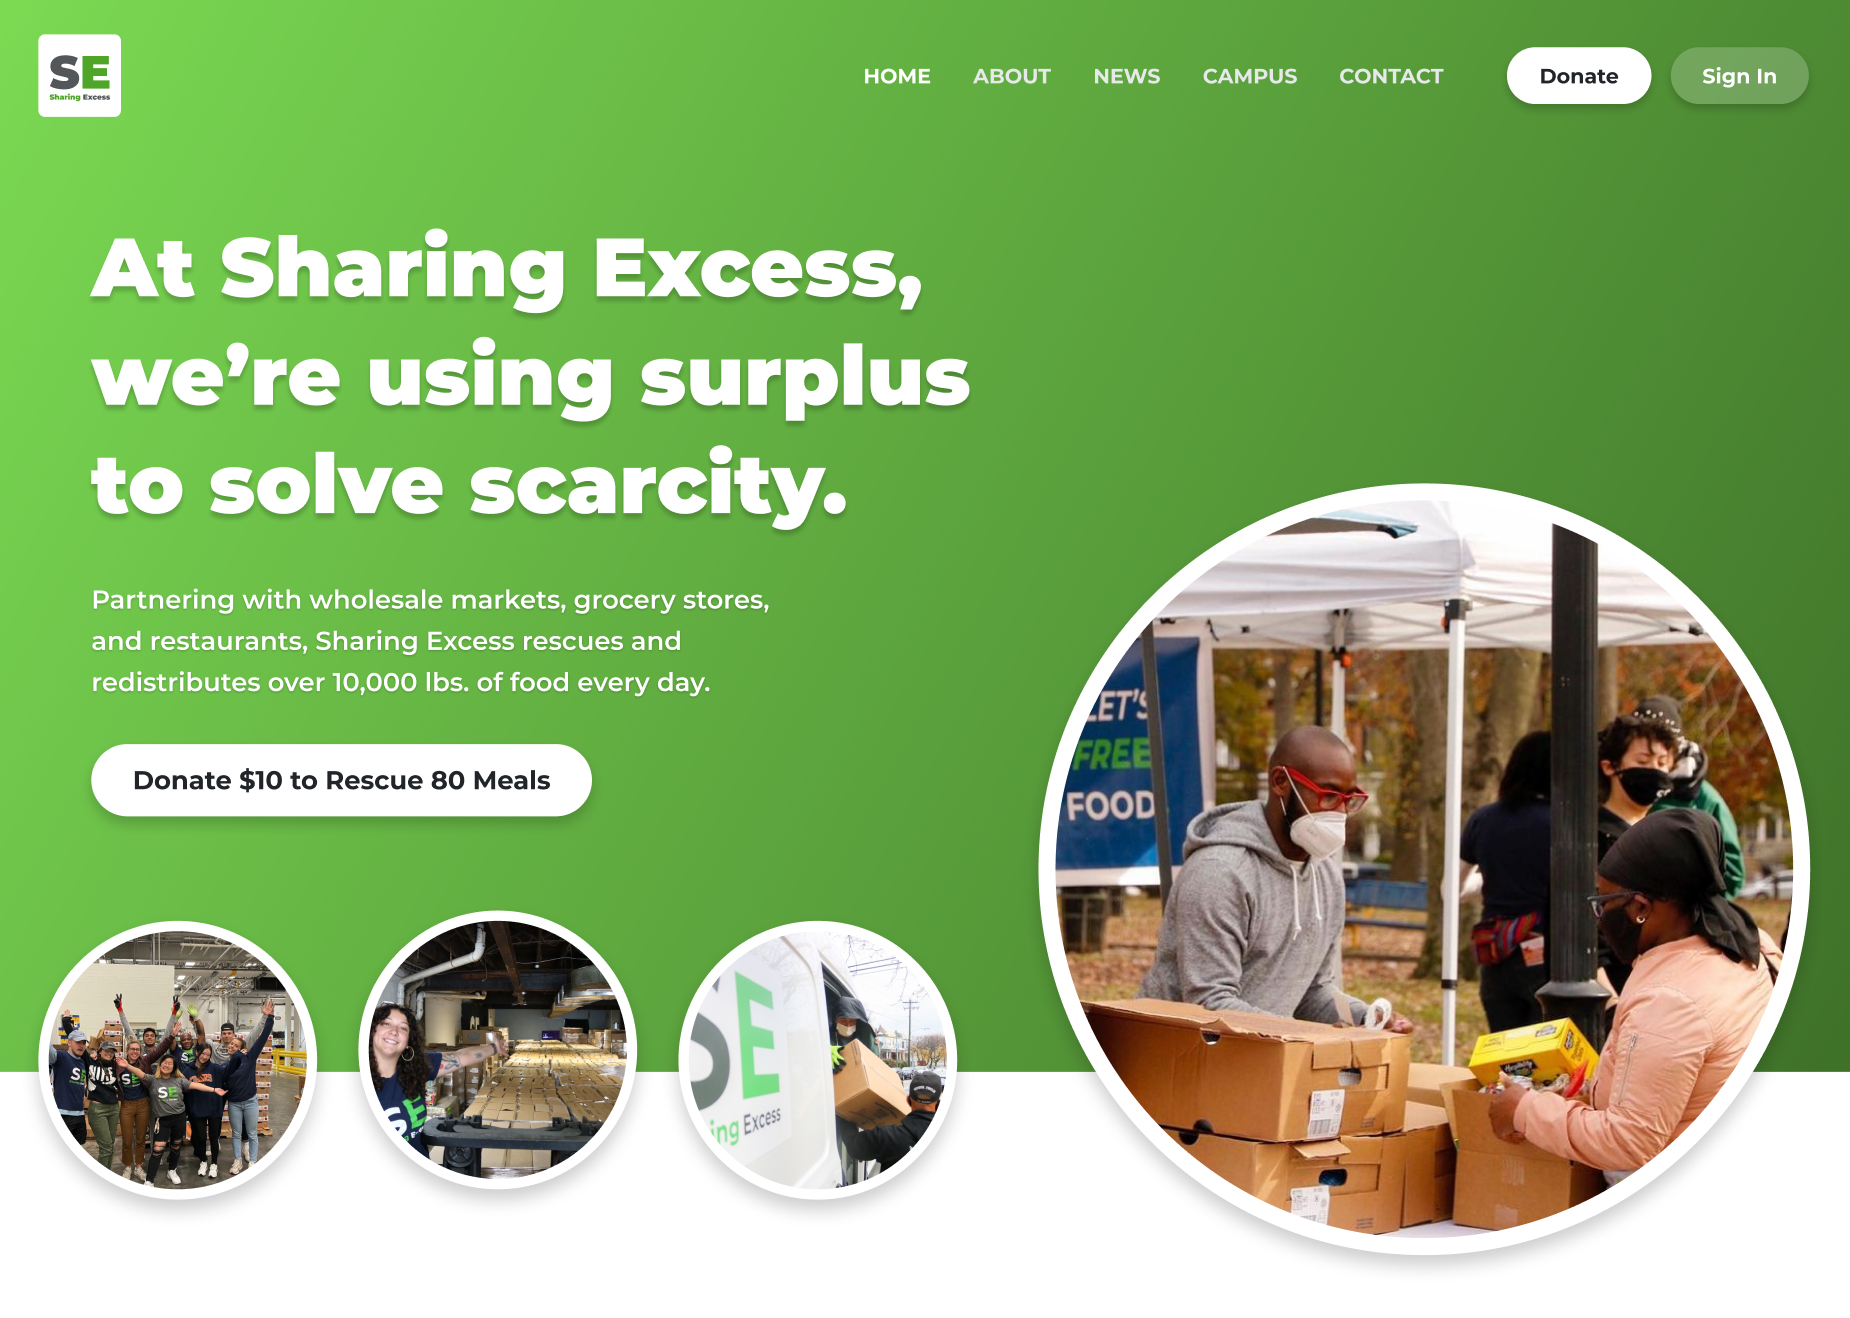 SE
Sharing Excess
HOME
ABOUT
NEWS
CAMPUS
CONTACT
Donate
Sign In
At Sharing Excess,
we’re using surplus
to solve scarcity.
Partnering with wholesale markets, grocery stores,
and restaurants, Sharing Excess rescues and
redistributes over 10,000 lbs. of food every day.
Donate $10 to Rescue 80 Meals
LET'S
FREE
FOOD
SE
SE
SE
SE
SE
ing Excess